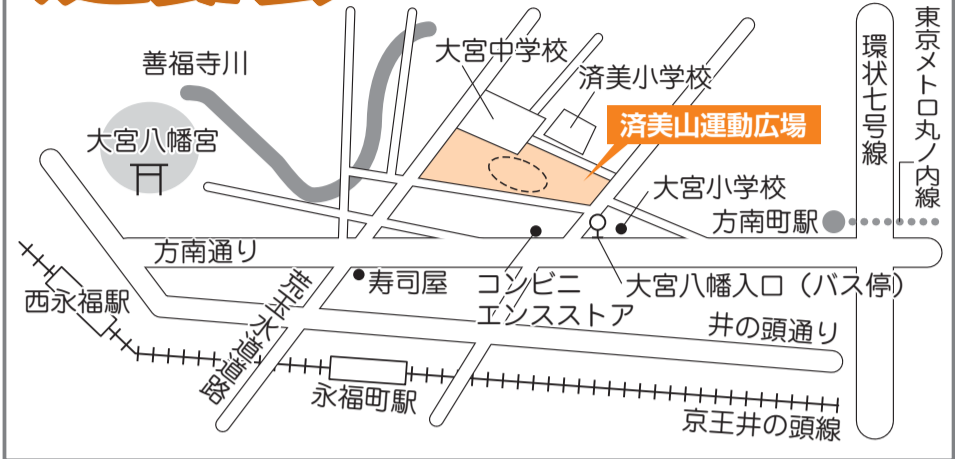 善福寺川
大宮中学校
済美小学校
済美山運動広場
大宮八幡宮
大宮小学校
方南町駅
環状七号線
東京メトロ丸ノ内線
方南通り
寿司屋
コンビニ
エンスストア
大宮八幡入口（バス停）
西永福駅
荒玉水道道路
井の頭通り
永福町駅
京王井の頭線